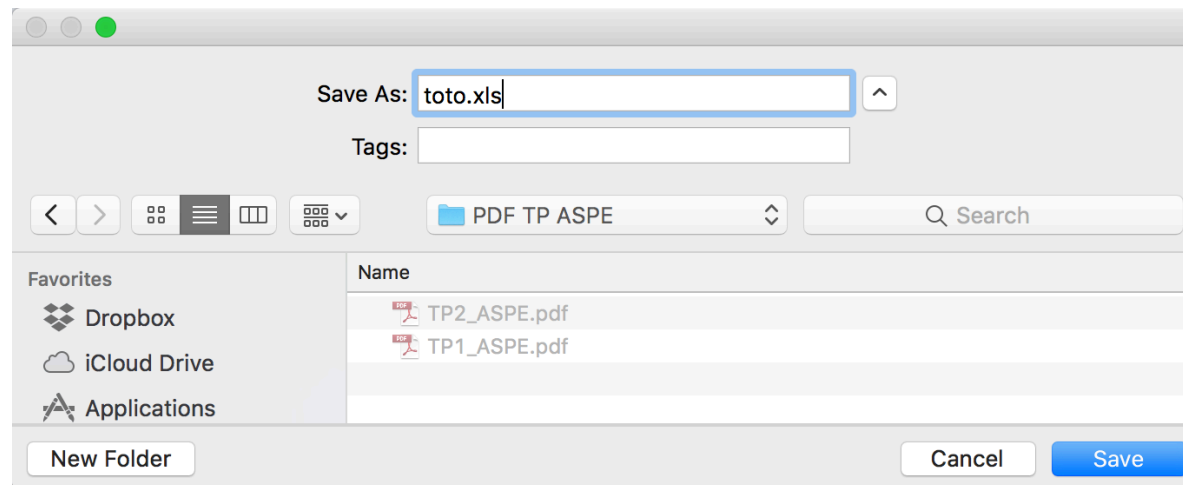 Save As: toto.xls
Tags:
PDF TP ASPE
Search
Favorites
Dropbox
iCloud Drive
Applications
Name
TP2_ASPE.pdf
TP1_ASPE.pdf
New Folder
Cancel
Save